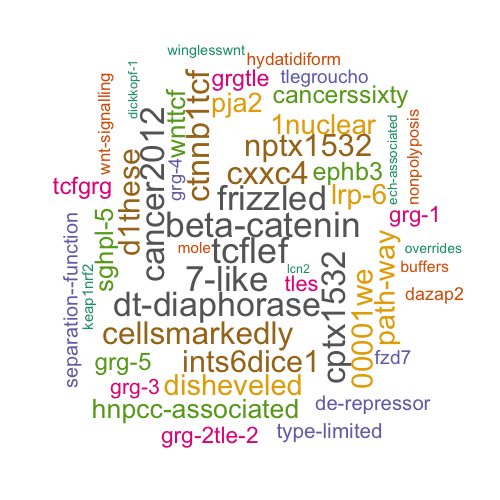 winglesswnt
hydatidiform
dickkopf-1
wnt-signalling
grgtle
tlegroucho
pja2
cancerssixty
wnttcf
ctnnb1tcf
1nuclear
cancer2012
nptx1532
ech-associated
nonpolyposis
d1these
grg-4
cxxc4
ephb3
tcfgrg
frizzled
lrp-6
grg-1
sghpl-5
beta-catenin
separation--function
keap1nrf2
mole
tcflef
overrides
path-way
7-like
lcn2
tles
buffers
cptx1532
00001we
dazap2
dt-diaphorase
cellsmarkedly
grg-5
ints6dice1
fzd7
grg-3
disheveled
hnpcc-associated
de-repressor
grg-2tle-2
type-limited